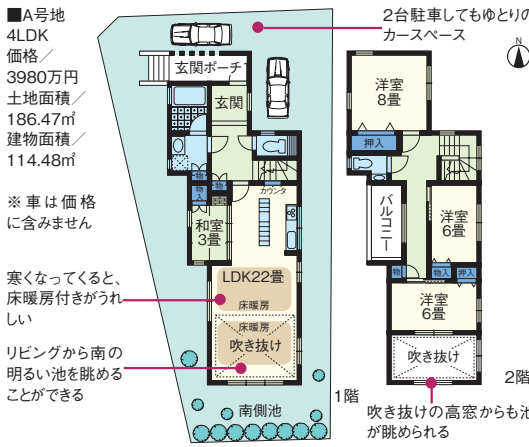 ■A号地
4LDK
価格／
3980万円
土地面積／
186.47㎡
建物面積／
114.48㎡
※車は価格
に含みません
寒くなってくると、
床暖房付きがうれ
しい
リビングから南の
明るい池を眺める
ことができる
2台駐車してもゆとりの
カースペース
N
玄関ポーチ
玄関
物入
物
物入
カウンタ
和室
3畳
LDK22畳
床暖房
床暖房
吹き抜け
南側池
1階
洋室
8畳
押入
バルコニー
洋室
6畳
物
物入
押入
洋室
6畳
吹き抜け
2階
吹き抜けの高窓からも池
が眺められる